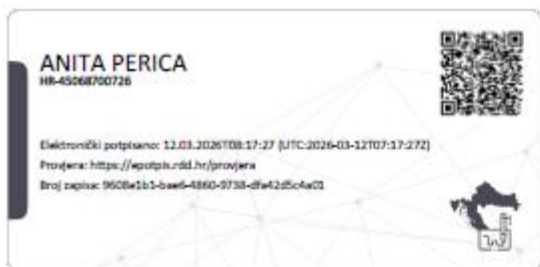 ANITA PERICA
HR-45068700726
Elektronički potpisano: 12.03.2026T08:17:27 (UTC:2026-03-12T07:17:27Z)
Provjera: https://epotpis.rdd.hr/provjera
Broj zapisa: 9608e1b1-bae6-4860-9738-dfa42d5c4a01